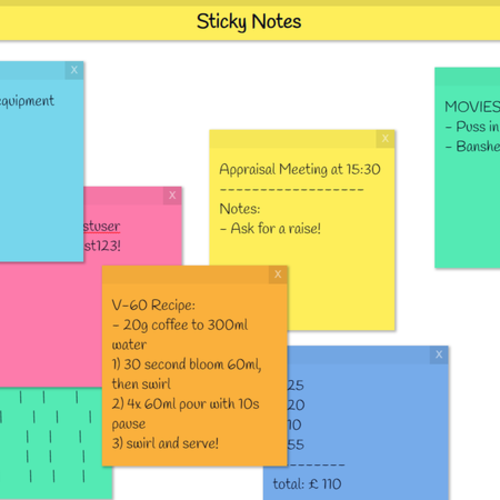 Sticky Notes
X
equipment
X
MOVIES
- Puss in
- Banshe
Appraisal Meeting at 15:30
------------------
Notes:
- Ask for a raise!
X
stuser
st123!
X
V-60 Recipe:
- 20g coffee to 300ml
water
1) 30 second bloom 60ml,
then swirl
2) 4x 60ml pour with 10s
pause
3) swirl and serve!
X
25
20
10
55
--------
total: £ 110
| | |
| | |
| | |
| | |
| | |